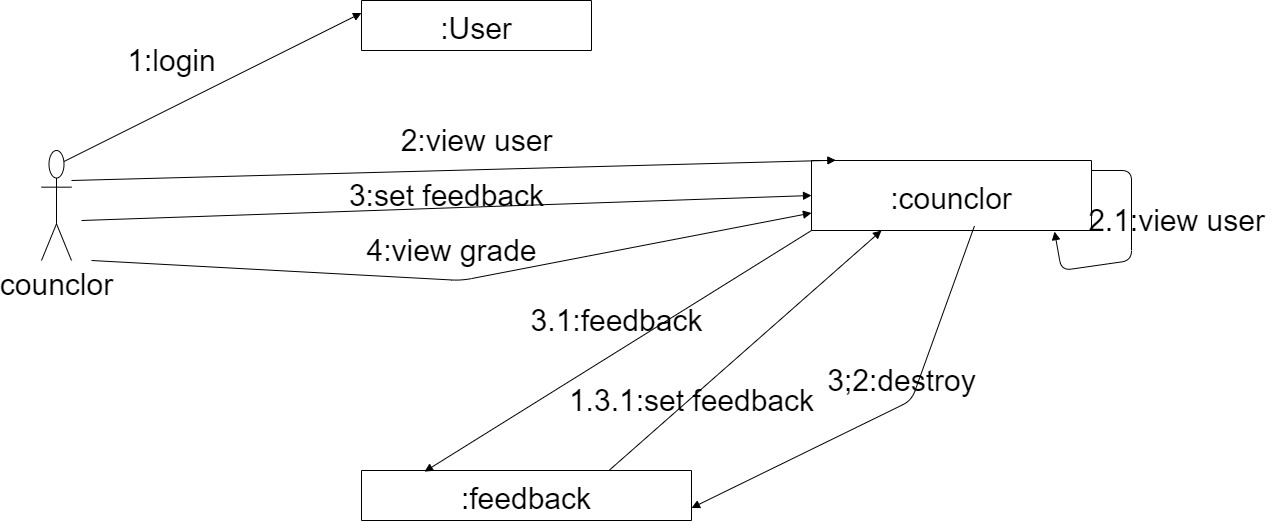 :User
1:login
2:view user
3:set feedback
:counclor
2.1:view user
4:view grade
counclor
3.1:feedback
3;2:destroy
1.3.1:set feedback
:feedback